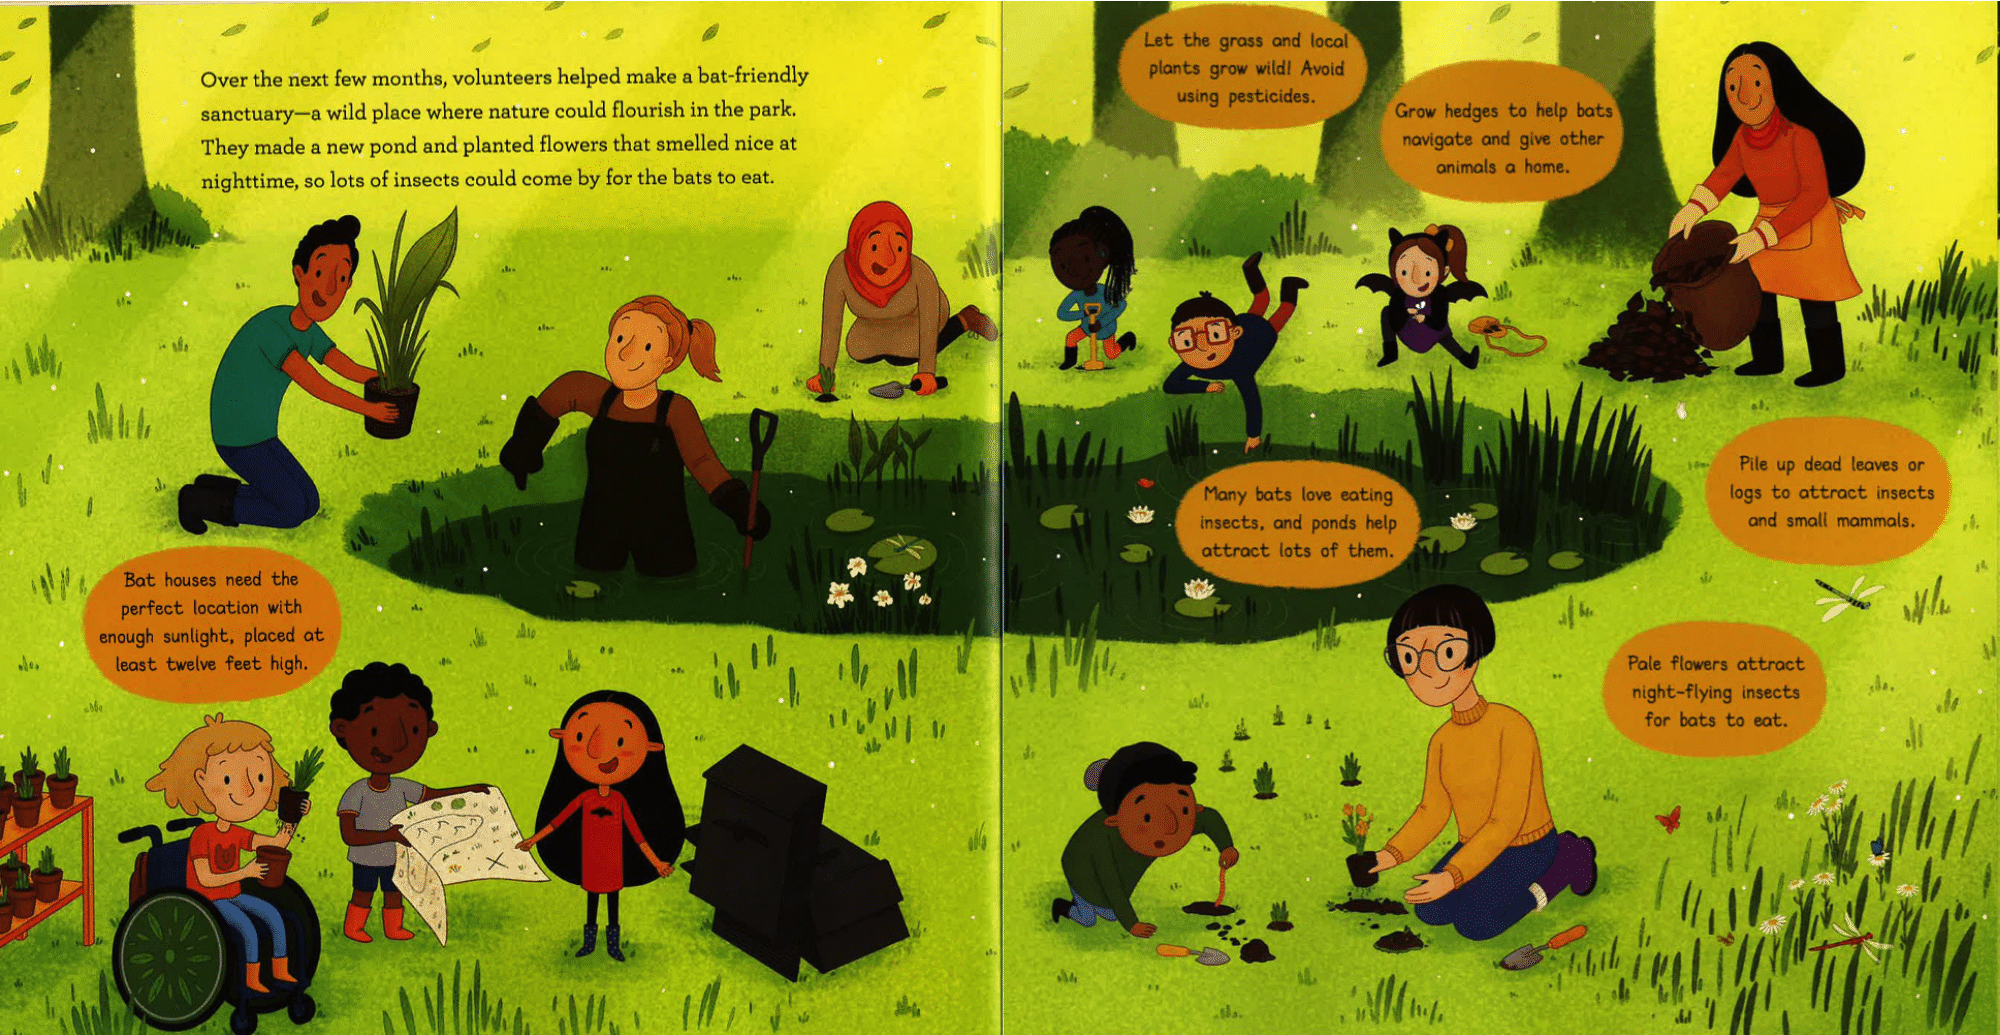 Over the next few months, volunteers helped make a bat-friendly
sanctuary—a wild place where nature could flourish in the park.
They made a new pond and planted flowers that smelled nice at
nighttime, so lots of insects could come by for the bats to eat.
Bat houses need the
perfect location with
enough sunlight, placed at
least twelve feet high.
Let the grass and local
plants grow wild! Avoid
using pesticides.
Grow hedges to help bats
navigate and give other
animals a home.
Many bats love eating
insects, and ponds help
attract lots of them.
Pile up dead leaves or
logs to attract insects
and small mammals.
Pale flowers attract
night-flying insects
for bats to eat.